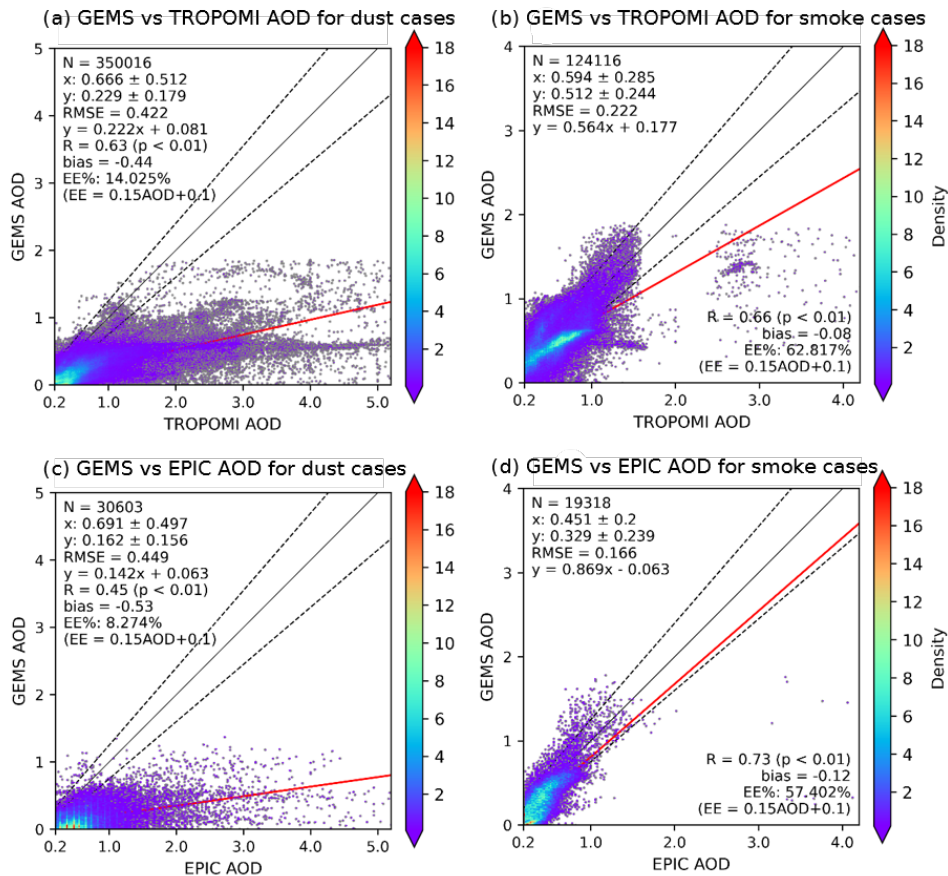 (a) GEMS vs TROPOMI AOD for dust cases
5
4
3
2
1
0
GEMS AOD
N = 350016
x: 0.666 ± 0.512
y: 0.229 ± 0.179
RMSE = 0.422
y = 0.222x + 0.081
R = 0.63 (p < 0.01)
bias = -0.44
EE%: 14.025%
(EE = 0.15AOD+0.1)
0.2 1.0 2.0 3.0 4.0 5.0
TROPOMI AOD
18
16
14
12
10
8
6
4
2
(b) GEMS vs TROPOMI AOD for smoke cases
4
3
2
1
0
GEMS AOD
N = 124116
x: 0.594 ± 0.285
y: 0.512 ± 0.244
RMSE = 0.222
y = 0.564x + 0.177
R = 0.66 (p < 0.01)
bias = -0.08
EE%: 62.817%
(EE = 0.15AOD+0.1)
0.2 1.0 2.0 3.0 4.0
TROPOMI AOD
18
16
14
12
10
8
6
4
2
Density
(c) GEMS vs EPIC AOD for dust cases
5
4
3
2
1
0
GEMS AOD
N = 30603
x: 0.691 ± 0.497
y: 0.162 ± 0.156
RMSE = 0.449
y = 0.142x + 0.063
R = 0.45 (p < 0.01)
bias = -0.53
EE%: 8.274%
(EE = 0.15AOD+0.1)
0.2 1.0 2.0 3.0 4.0 5.0
EPIC AOD
18
16
14
12
10
8
6
4
2
(d) GEMS vs EPIC AOD for smoke cases
4
3
2
1
0
GEMS AOD
N = 19318
x: 0.451 ± 0.2
y: 0.329 ± 0.239
RMSE = 0.166
y = 0.869x - 0.063
R = 0.73 (p < 0.01)
bias = -0.12
EE%: 57.402%
(EE = 0.15AOD+0.1)
0.2 1.0 2.0 3.0 4.0
EPIC AOD
18
16
14
12
10
8
6
4
2
Density